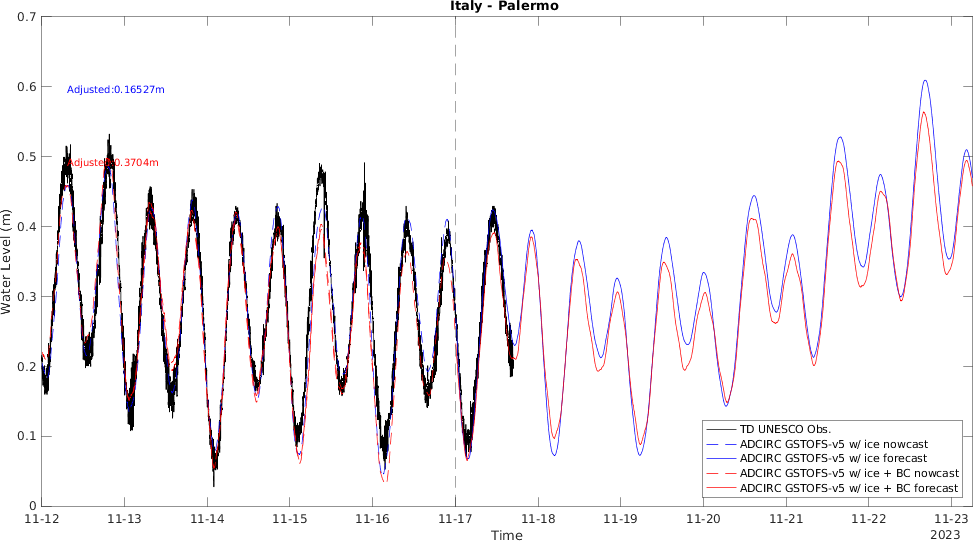 Italy - Palermo
0.7
0.6
0.5
0.4
0.3
0.2
0.1
0
Water Level (m)
Adjusted:0.16527m
Adjusted:0.3704m
TD UNESCO Obs.
ADCIRC GSTOFS-v5 w/ ice nowcast
ADCIRC GSTOFS-v5 w/ ice forecast
ADCIRC GSTOFS-v5 w/ ice + BC nowcast
ADCIRC GSTOFS-v5 w/ ice + BC forecast
11-12 11-13 11-14 11-15 11-16 11-17 11-18 11-19 11-20 11-21 11-22 11-23
Time 2023